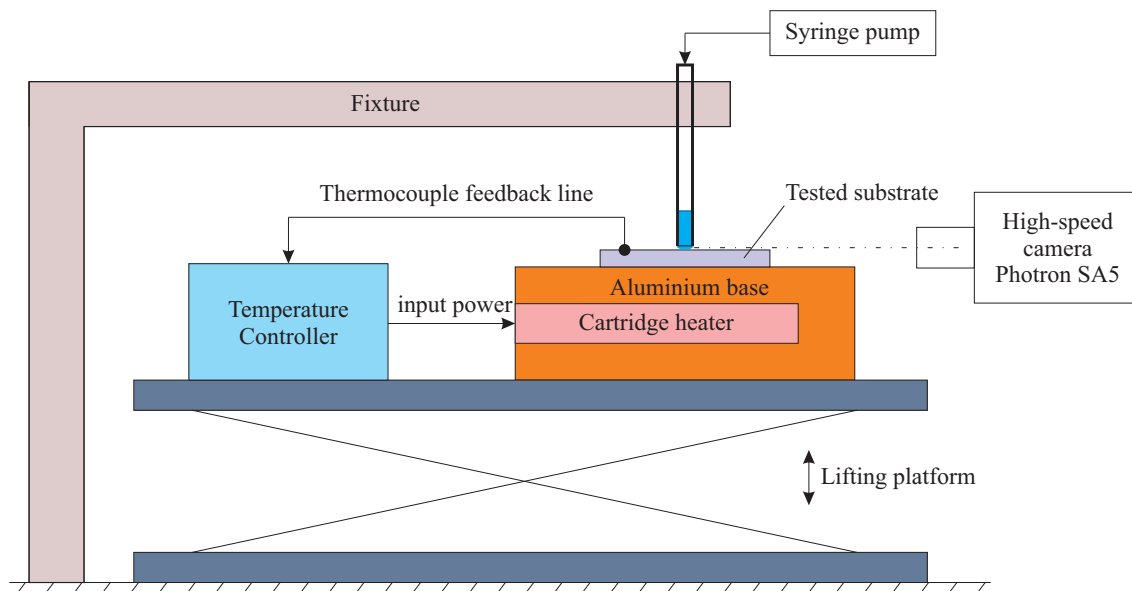 Syringe pump
Fixture
Thermocouple feedback line
Tested substrate
High-speed
camera
Photron SA5
Temperature
Controller
input power
Aluminium base
Cartridge heater
Lifting platform